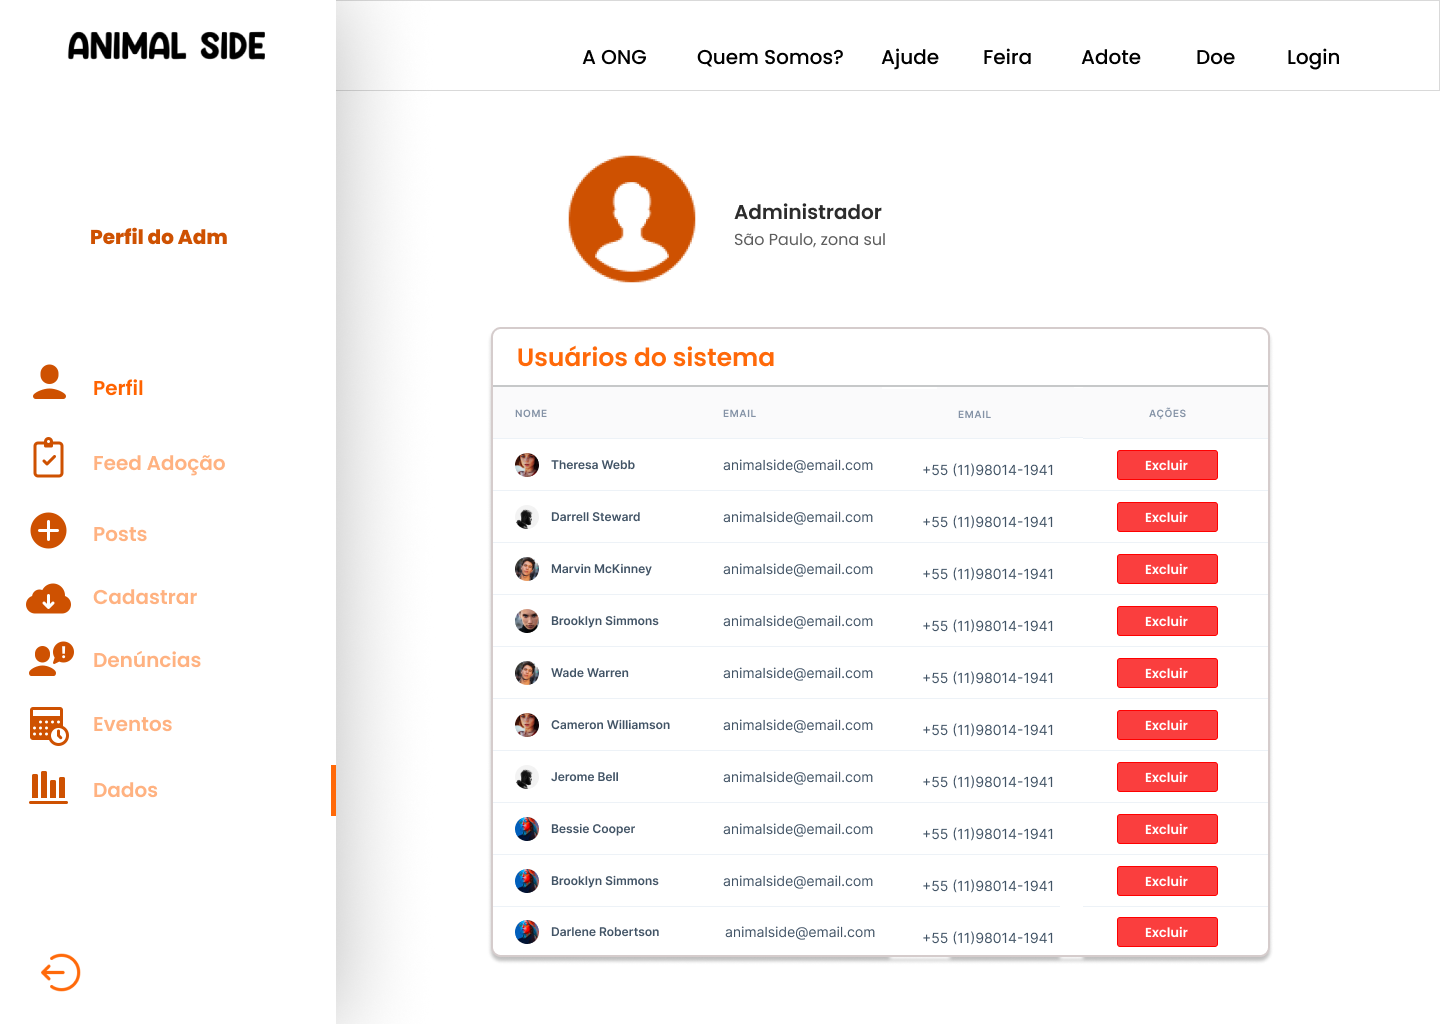 ANIMAL SIDE
A ONG Quem Somos? Ajude Feira Adote Doe Login
Perfil do Adm
Perfil
Feed Adoção
Posts
Cadastrar
Denúncias
Eventos
Dados
Administrador
São Paulo, zona sul
Usuários do sistema
NOME EMAIL EMAIL AÇÕES
Theresa Webb animalside@email.com +55 (11)98014-1941 Excluir
Darrell Steward animalside@email.com +55 (11)98014-1941 Excluir
Marvin McKinney animalside@email.com +55 (11)98014-1941 Excluir
Brooklyn Simmons animalside@email.com +55 (11)98014-1941 Excluir
Wade Warren animalside@email.com +55 (11)98014-1941 Excluir
Cameron Williamson animalside@email.com +55 (11)98014-1941 Excluir
Jerome Bell animalside@email.com +55 (11)98014-1941 Excluir
Bessie Cooper animalside@email.com +55 (11)98014-1941 Excluir
Brooklyn Simmons animalside@email.com +55 (11)98014-1941 Excluir
Darlene Robertson animalside@email.com +55 (11)98014-1941 Excluir